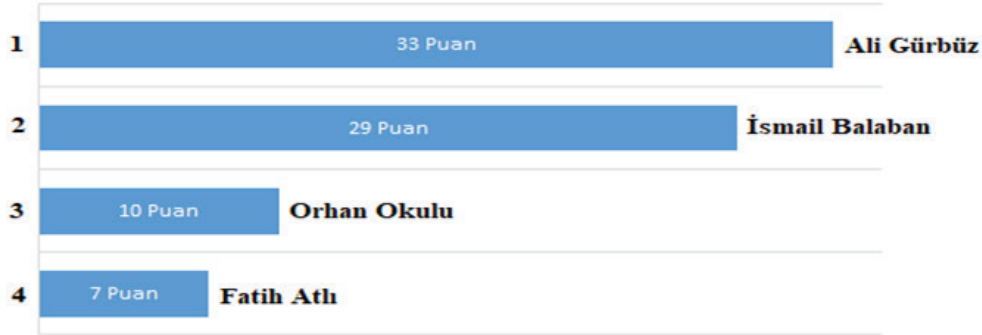 1 33 Puan Ali Gürbüz
2 29 Puan İsmail Balaban
3 10 Puan Orhan Okulu
4 7 Puan Fatih Atlı